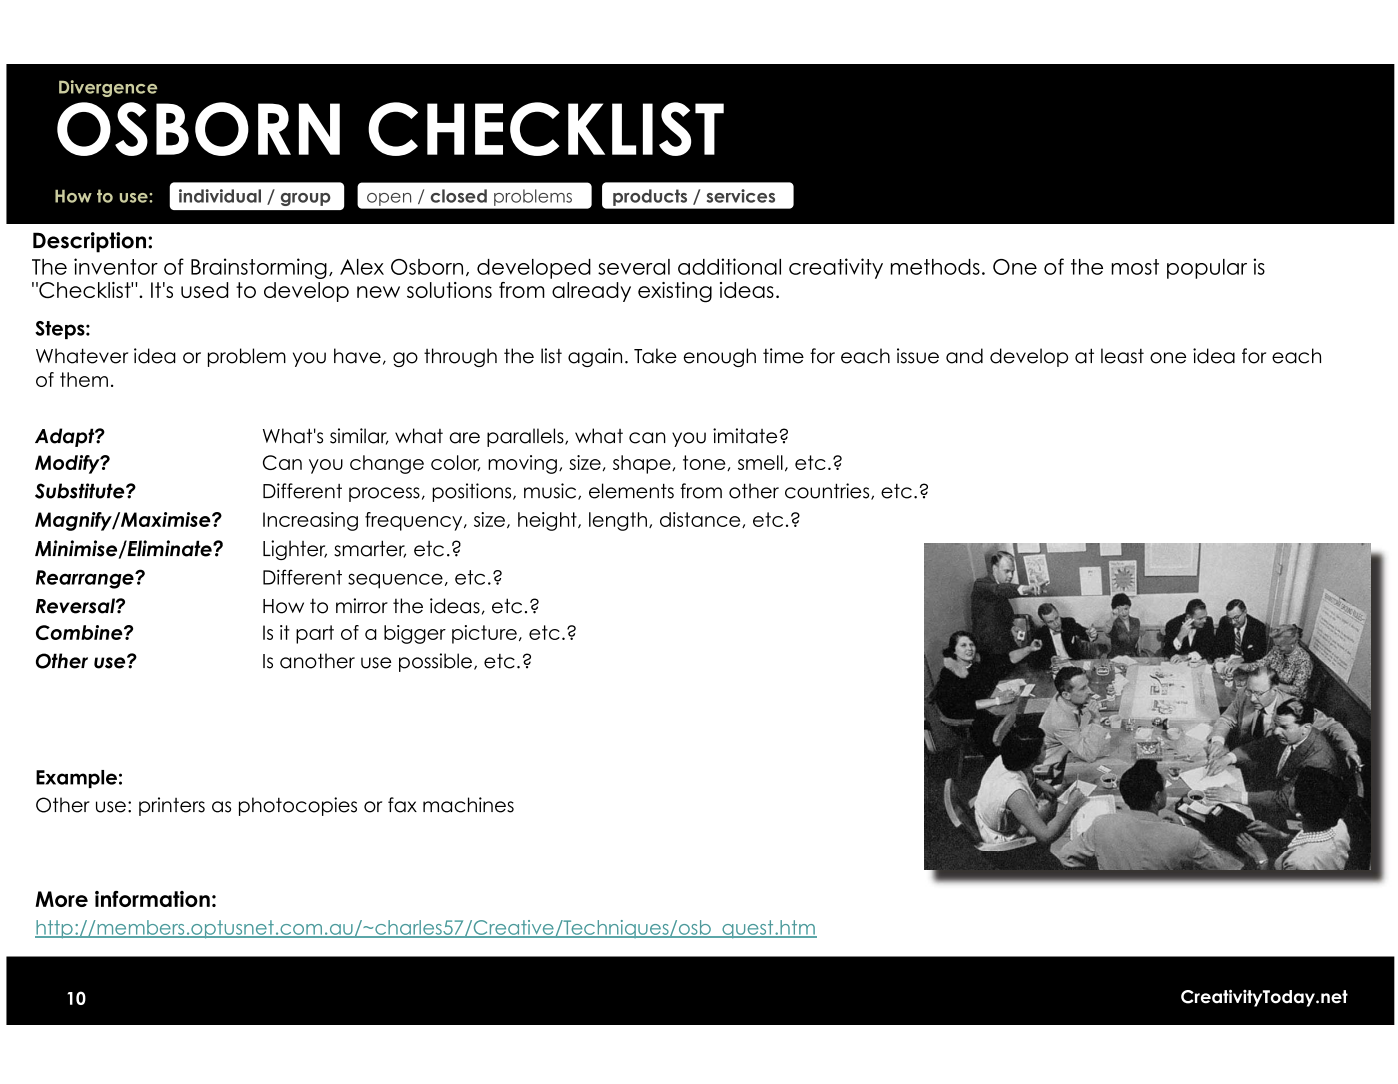 Divergence
OSBORN CHECKLIST
How to use: individual / group open / closed problems products / services
Description:
The inventor of Brainstorming, Alex Osborn, developed several additional creativity methods. One of the most popular is
"Checklist". It's used to develop new solutions from already existing ideas.
Steps:
Whatever idea or problem you have, go through the list again. Take enough time for each issue and develop at least one idea for each
of them.
Adapt? What's similar, what are parallels, what can you imitate?
Modify? Can you change color, moving, size, shape, tone, smell, etc.?
Substitute? Different process, positions, music, elements from other countries, etc.?
Magnify/Maximise? Increasing frequency, size, height, length, distance, etc.?
Minimise/Eliminate? Lighter, smarter, etc.?
Rearrange? Different sequence, etc.?
Reversal? How to mirror the ideas, etc.?
Combine? Is it part of a bigger picture, etc.?
Other use? Is another use possible, etc.?
Example:
Other use: printers as photocopies or fax machines
More information:
http://members.optusnet.com.au/~charles57/Creative/Techniques/osb_quest.htm
10
CreativityToday.net